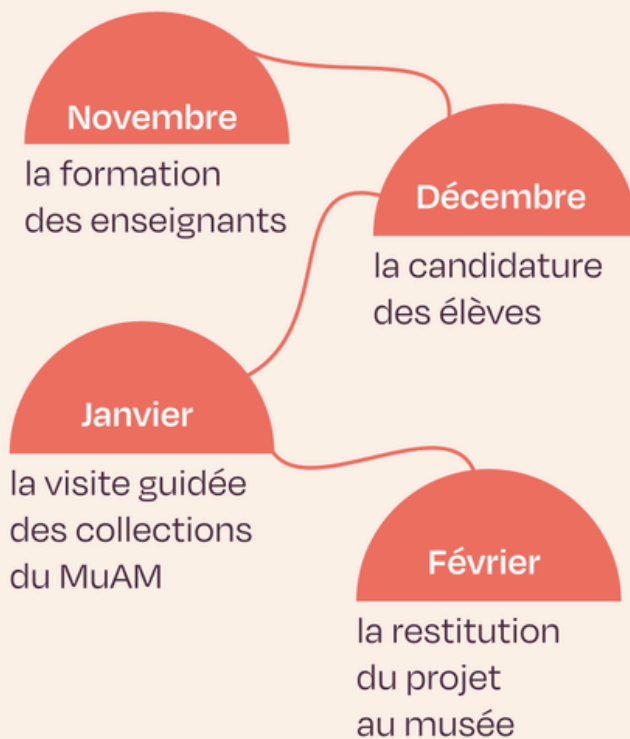 Novembre
la formation
des enseignants
Décembre
la candidature
des élèves
Janvier
la visite guidée
des collections
du MuAM
Février
la restitution
du projet
au musée